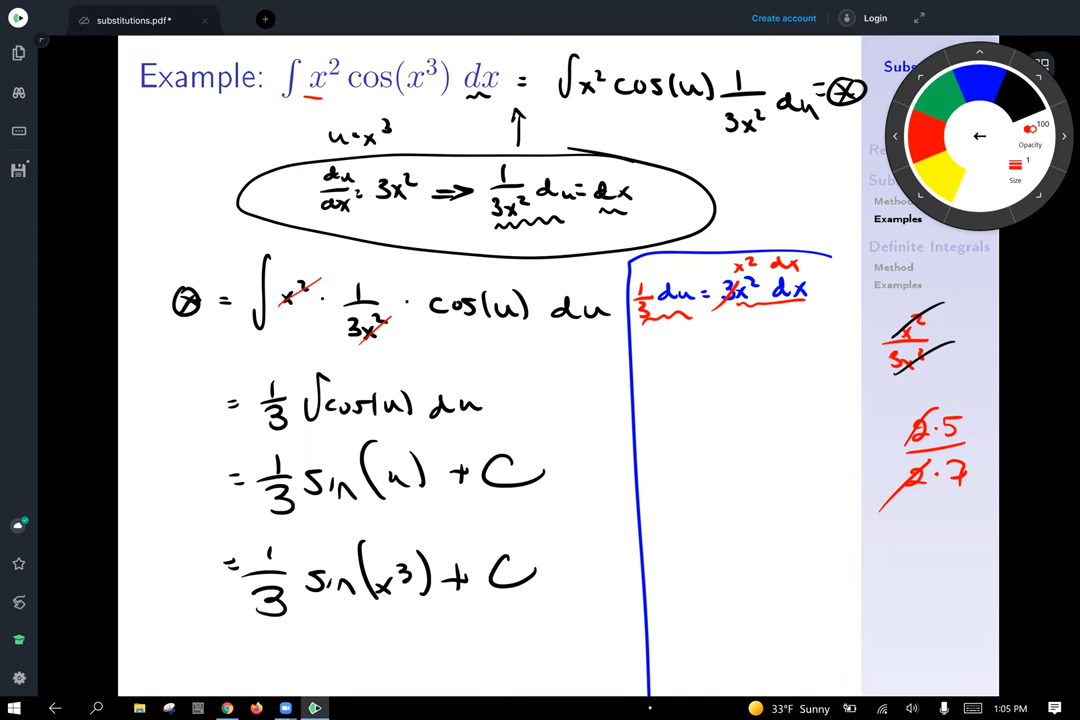 substitutions.pdf*
Create account
Login
Example: ∫ x² cos(x³) dx = ∫x² cos(u) 1/3x² du = ⊗
u = x³
du/dx = 3x² ⟹ 1/3x² du = dx
⊗ = ∫ x² · 1/3x² · cos(u) du
= 1/3 ∫cos(u) du
= 1/3 sin(u) + C
= 1/3 sin(x³) + C
x² dx
1/3 du = 3x² dx
Subs
100
Opacity
1
Size
Re
Sub
Method
Examples
Definite Integrals
Method
Examples
x²/3x²
2·5/2·7
33°F Sunny
1:05 PM